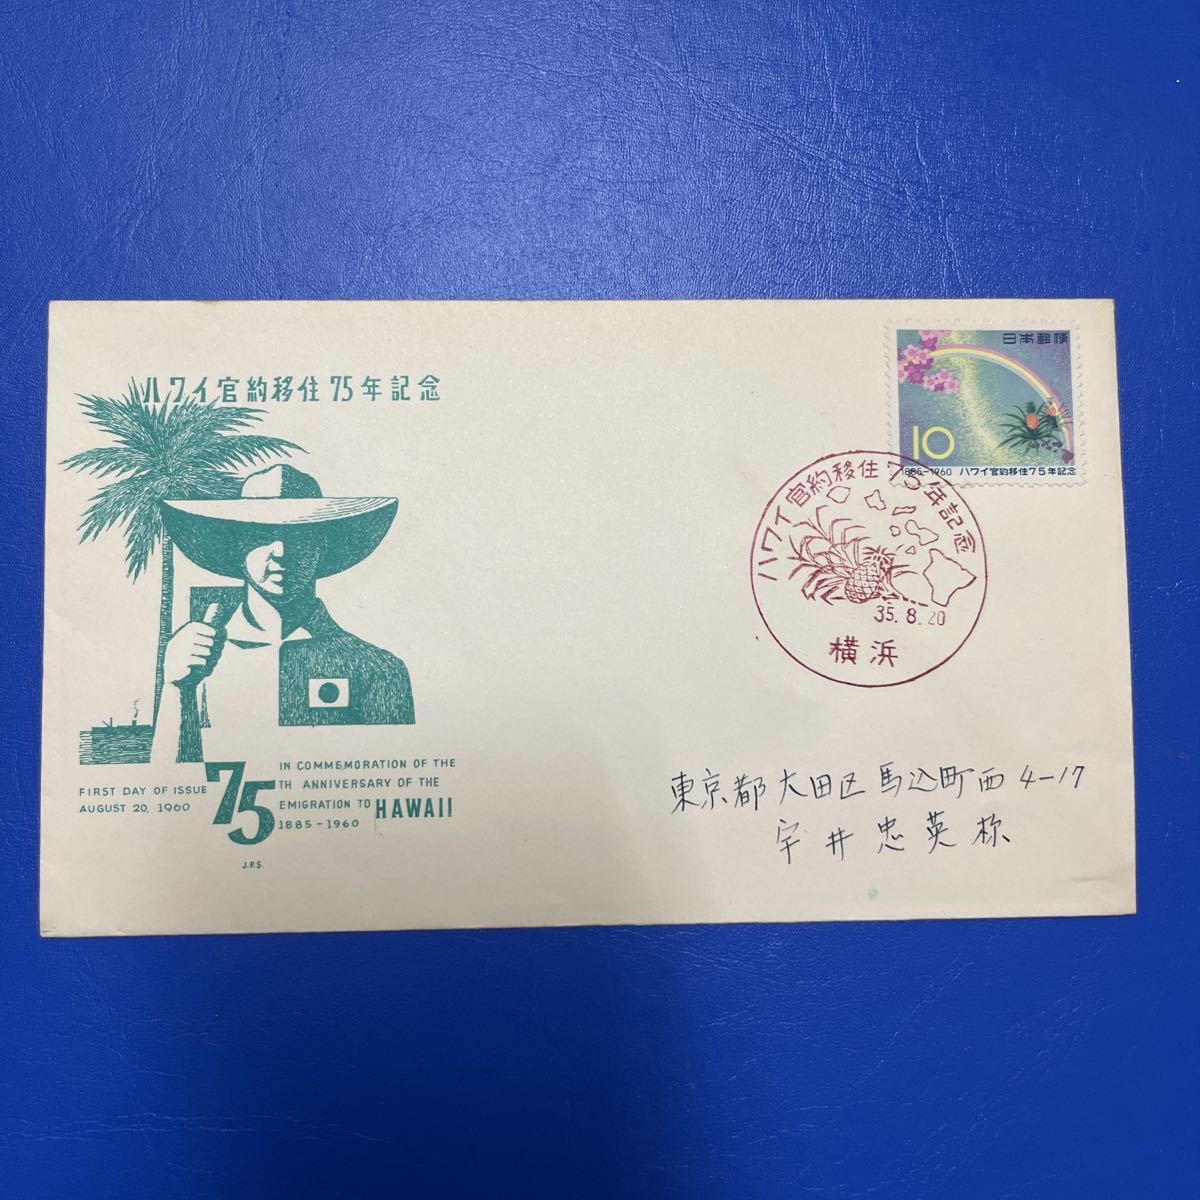 ハワイ官約移住75年記念
日本郵便
10
1885-1960 ハワイ官約移住75年記念
ハワイ官約移住75年記念
35.8.20
横浜
FIRST DAY OF ISSUE
AUGUST 20, 1960
75
IN COMMEMORATION OF THE
TH ANNIVERSARY OF THE
EMIGRATION TO HAWAII
1885-1960
J.P.S.
東京都大田区馬込町西4-17
宇井忠英様